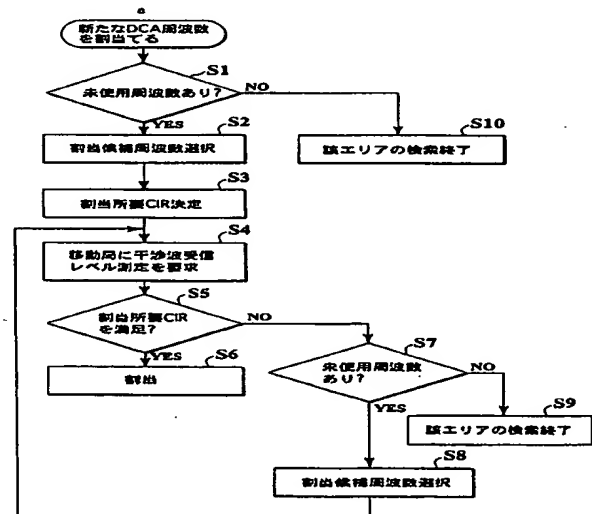 a
新たなDCA周波数
を割当てる
S1
未使用周波数あり?
NO
YES
S2
割当候補周波数選択
S10
該エリアの検索終了
S3
割当所要CIR決定
S4
移動局に干渉波受信
レベル測定を要求
S5
割当所要CIR
を満足?
NO
YES
S6
割当
S7
未使用周波数
あり?
NO
YES
S9
該エリアの検索終了
S8
割当候補周波数選択